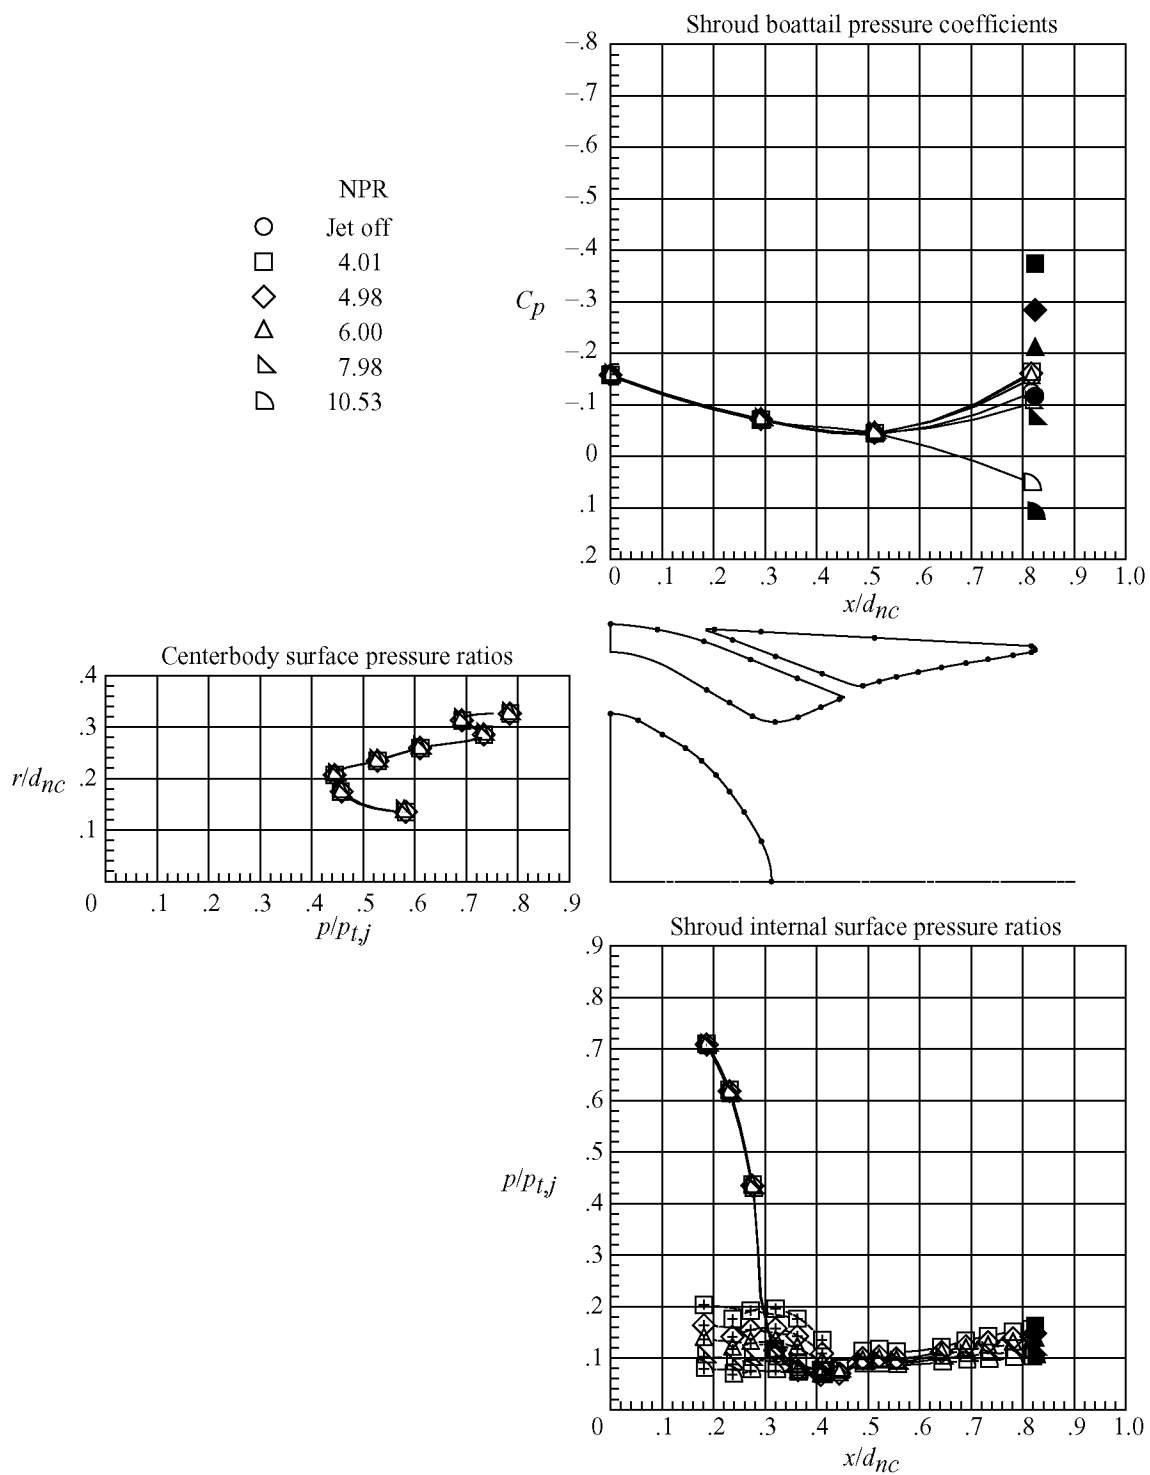 Shroud boattail pressure coefficients
–.8
–.7
–.6
–.5
–.4
–.3
–.2
–.1
0
.1
.2
C_p
0 .1 .2 .3 .4 .5 .6 .7 .8 .9 1.0
x/d_nc
NPR
Jet off
4.01
4.98
6.00
7.98
10.53
Centerbody surface pressure ratios
.4
.3
.2
.1
r/d_nc
0 .1 .2 .3 .4 .5 .6 .7 .8 .9
p/p_t,j
Shroud internal surface pressure ratios
.9
.8
.7
.6
.5
.4
.3
.2
.1
p/p_t,j
0 .1 .2 .3 .4 .5 .6 .7 .8 .9 1.0
x/d_nc